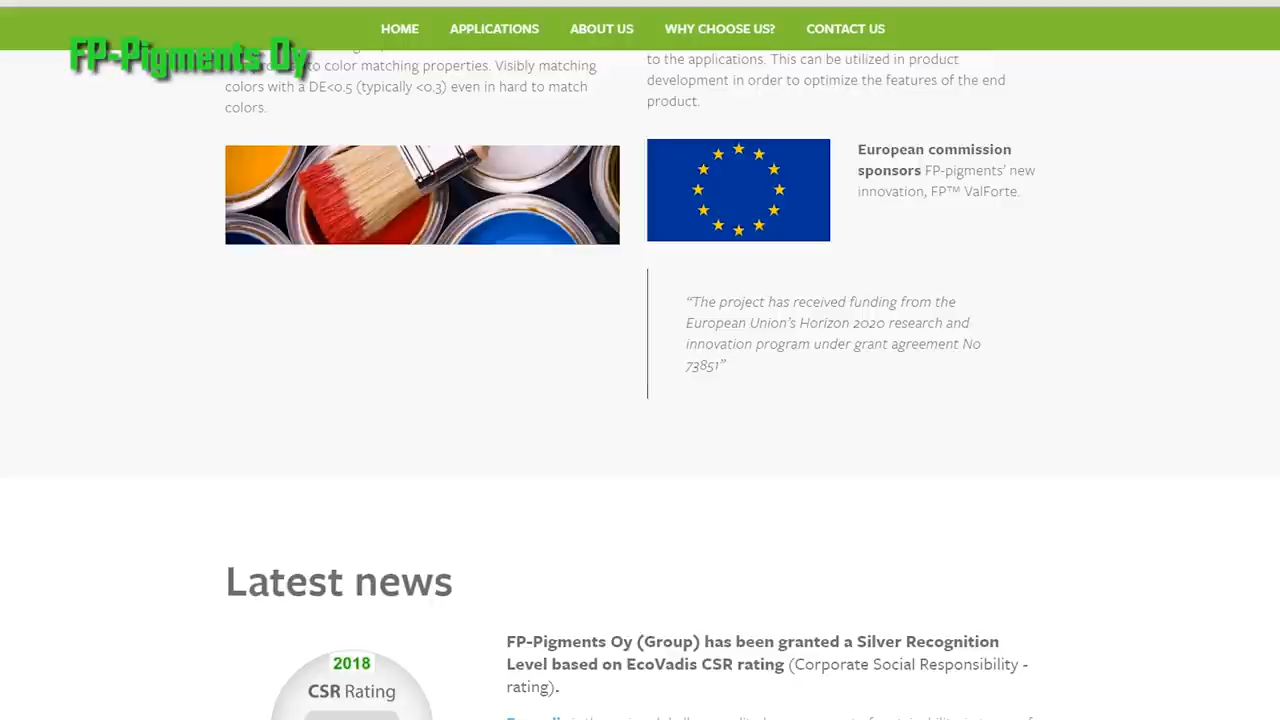 HOME APPLICATIONS ABOUT US WHY CHOOSE US? CONTACT US
FP-Pigments Oy
to color matching properties. Visibly matching
colors with a DE<0.5 (typically <0.3) even in hard to match
colors.
to the applications. This can be utilized in product
development in order to optimize the features of the end
product.
European commission
sponsors FP-pigments’ new
innovation, FP™ ValForte.
“The project has received funding from the
European Union’s Horizon 2020 research and
innovation program under grant agreement No
73851”
Latest news
2018
CSR Rating
FP-Pigments Oy (Group) has been granted a Silver Recognition
Level based on EcoVadis CSR rating (Corporate Social Responsibility -
rating).